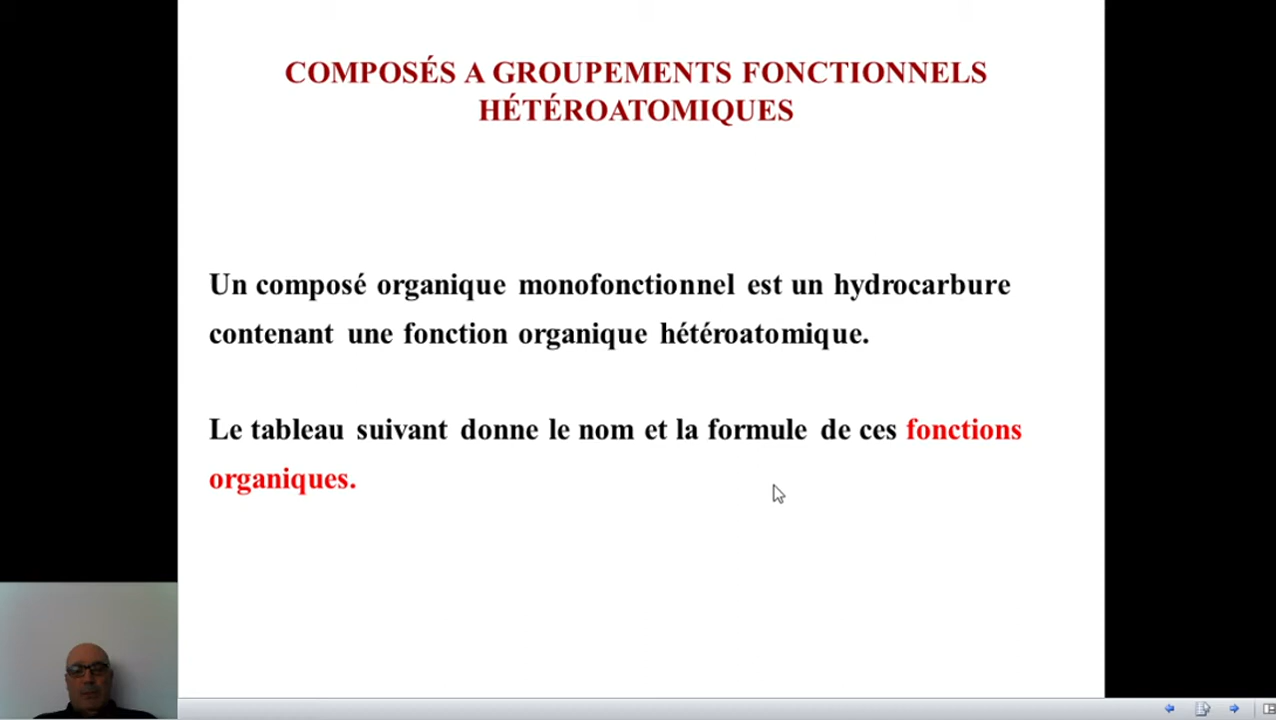 COMPOSÉS A GROUPEMENTS FONCTIONNELS
HÉTÉROATOMIQUES
Un composé organique monofonctionnel est un hydrocarbure
contenant une fonction organique hétéroatomique.
Le tableau suivant donne le nom et la formule de ces fonctions
organiques.